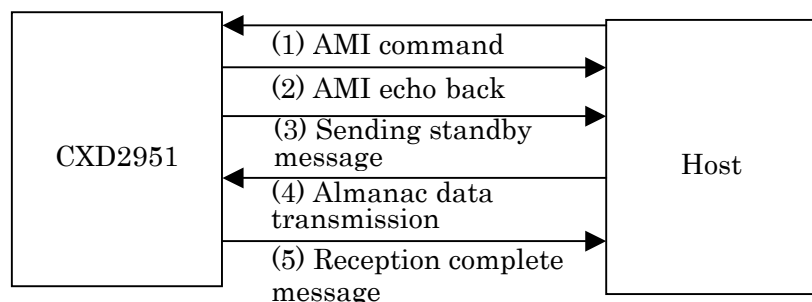 (1) AMI command
(2) AMI echo back
(3) Sending standby
message
CXD2951
Host
(4) Almanac data
transmission
(5) Reception complete
message